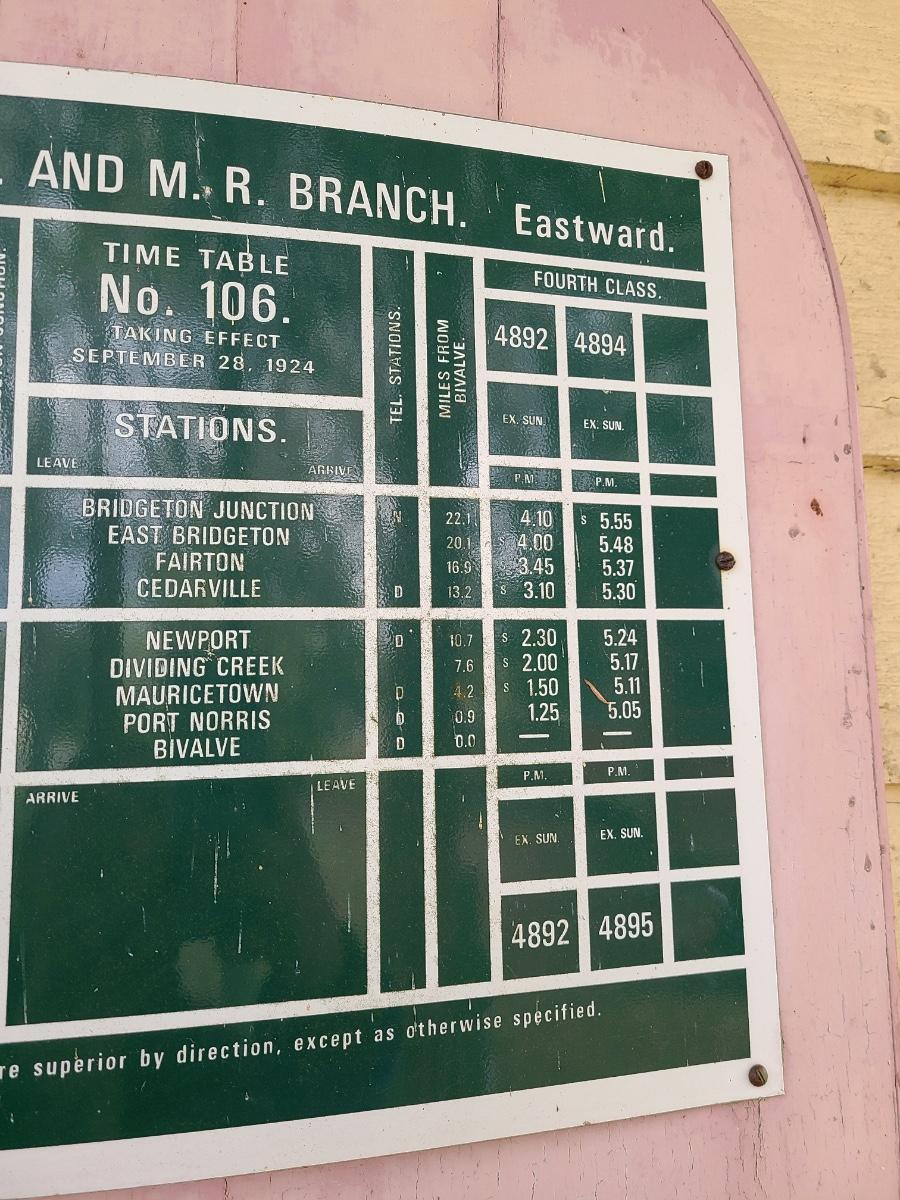 . AND M. R. BRANCH. Eastward.
TIME TABLE
No. 106.
TAKING EFFECT
SEPTEMBER 28, 1924
TEL. STATIONS.
MILES FROM BIVALVE.
FOURTH CLASS.
4892 4894
EX. SUN. EX. SUN.
STATIONS.
LEAVE ARRIVE
P.M. P.M.
BRIDGETON JUNCTION N 22.1 4.10 S 5.55
EAST BRIDGETON 20.1 S 4.00 5.48
FAIRTON 16.9 S 3.45 5.37
CEDARVILLE D 13.2 S 3.10 5.30
NEWPORT D 10.7 S 2.30 5.24
DIVIDING CREEK 7.6 S 2.00 5.17
MAURICETOWN D 4.2 S 1.50 5.11
PORT NORRIS D 0.9 1.25 5.05
BIVALVE D 0.0 — —
ARRIVE LEAVE
P.M. P.M.
EX. SUN. EX. SUN.
4892 4895
re superior by direction, except as otherwise specified.